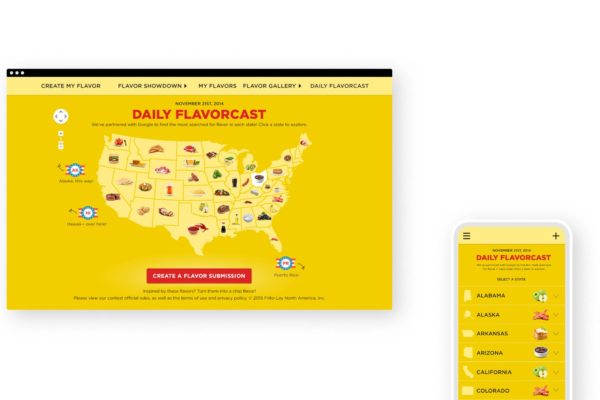 CREATE MY FLAVOR FLAVOR SHOWDOWN MY FLAVORS FLAVOR GALLERY DAILY FLAVORCAST
NOVEMBER 21ST, 2014
DAILY FLAVORCAST
We've partnered with Google to find the most searched for flavor in each state! Click a state to explore.
AK
Alaska, this way!
HI
Hawaii - over here!
PR
Puerto Rico
CREATE A FLAVOR SUBMISSION
Inspired by these flavors? Turn them into a chip flavor!
Please view our contest official rules, as well as the terms of use and privacy policy. © 2015 Frito-Lay North America, Inc.
NOVEMBER 21ST, 2014
DAILY FLAVORCAST
SELECT A STATE
ALABAMA
ALASKA
ARKANSAS
ARIZONA
CALIFORNIA
COLORADO